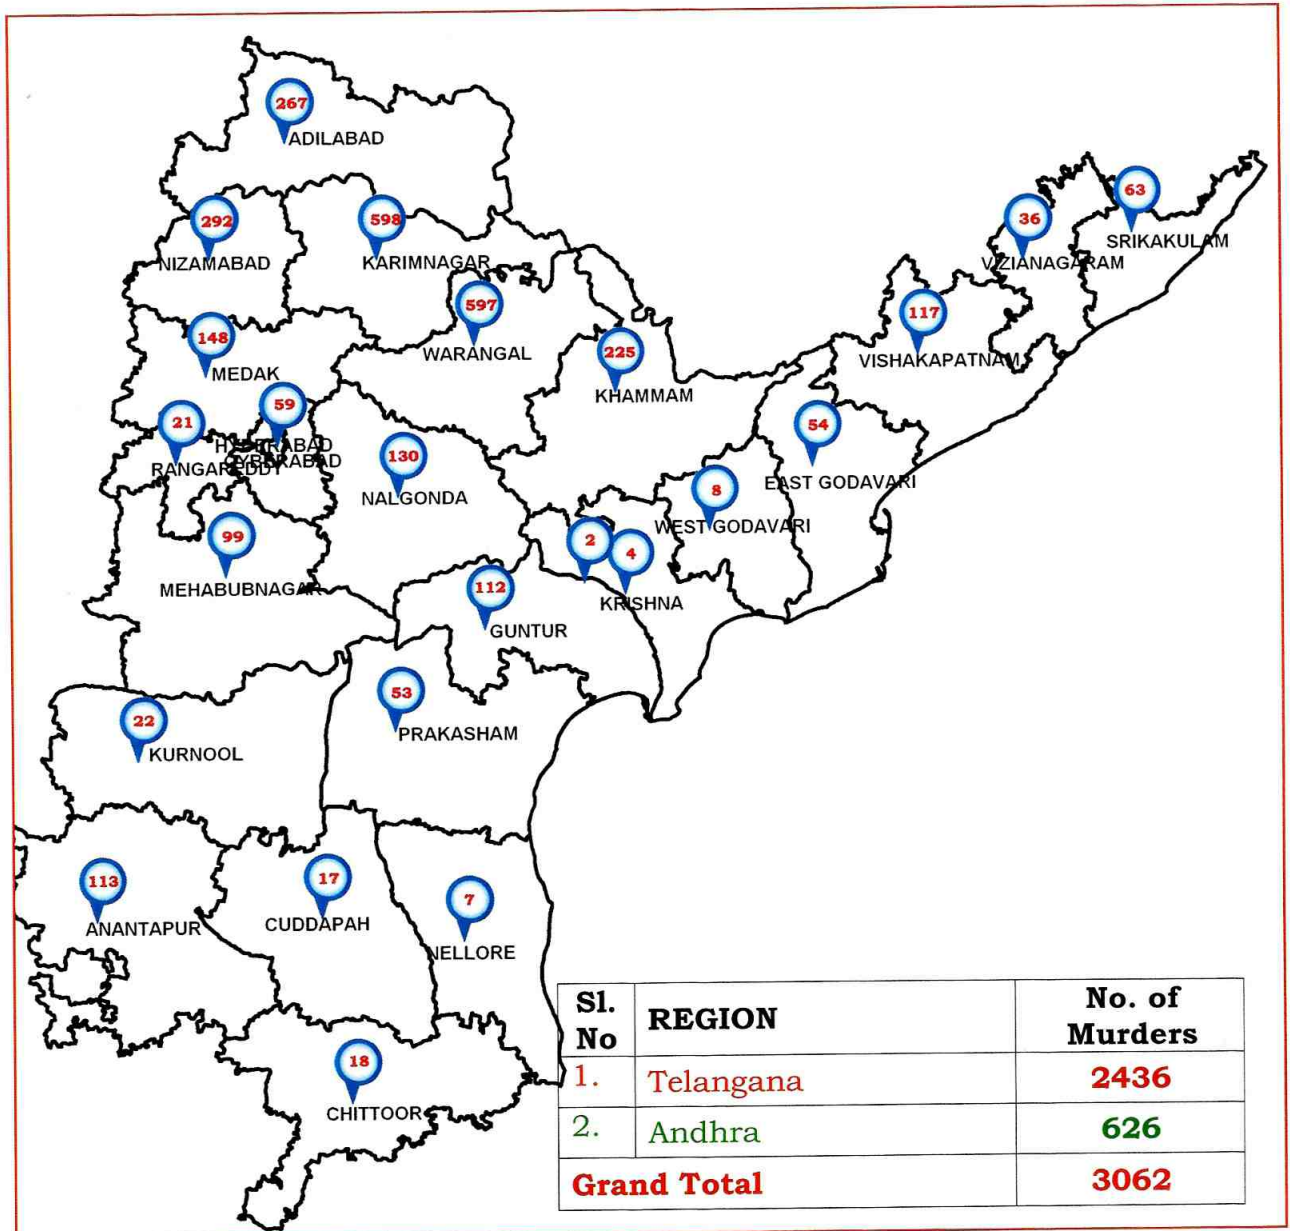 267
ADILABAD
63
SRIKAKULAM
36
VIZIANAGARAM
292
NIZAMABAD
598
KARIMNAGAR
597
WARANGAL
117
VISHAKAPATNAM
148
MEDAK
225
KHAMMAM
59
HYDERABAD
CYBERABAD
21
RANGAREDDY
54
EAST GODAVARI
130
NALGONDA
8
WEST GODAVARI
99
MEHABUBNAGAR
2
4
KRISHNA
112
GUNTUR
53
PRAKASHAM
22
KURNOOL
113
ANANTAPUR
17
CUDDAPAH
7
NELLORE
18
CHITTOOR
Sl. No REGION No. of Murders
1. Telangana 2436
2. Andhra 626
Grand Total 3062